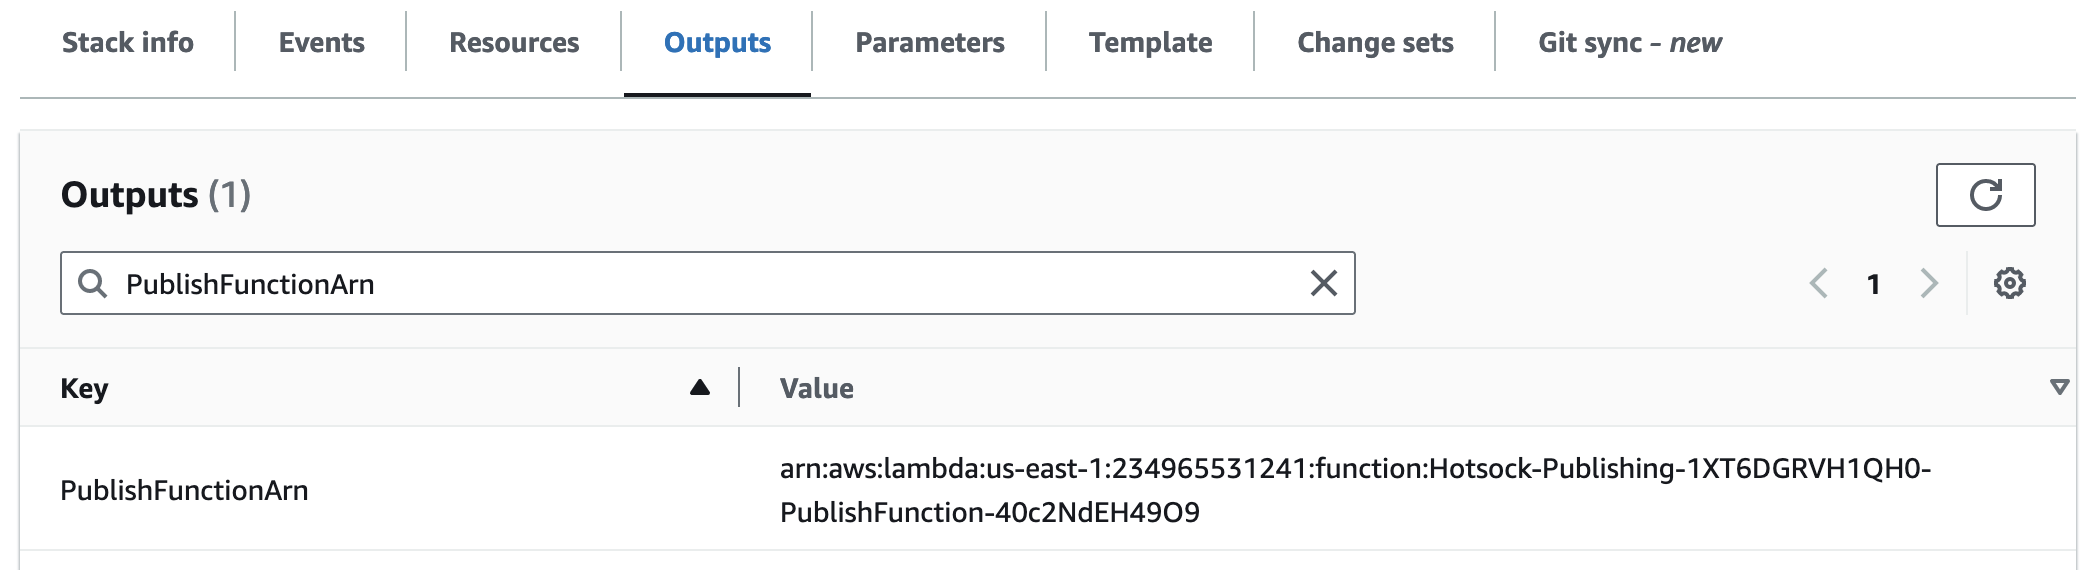 Stack info
Events
Resources
Outputs
Parameters
Template
Change sets
Git sync - new
Outputs (1)
PublishFunctionArn
1
Key
Value
PublishFunctionArn
arn:aws:lambda:us-east-1:234965531241:function:Hotsock-Publishing-1XT6DGRVH1QH0-
PublishFunction-40c2NdEH49O9